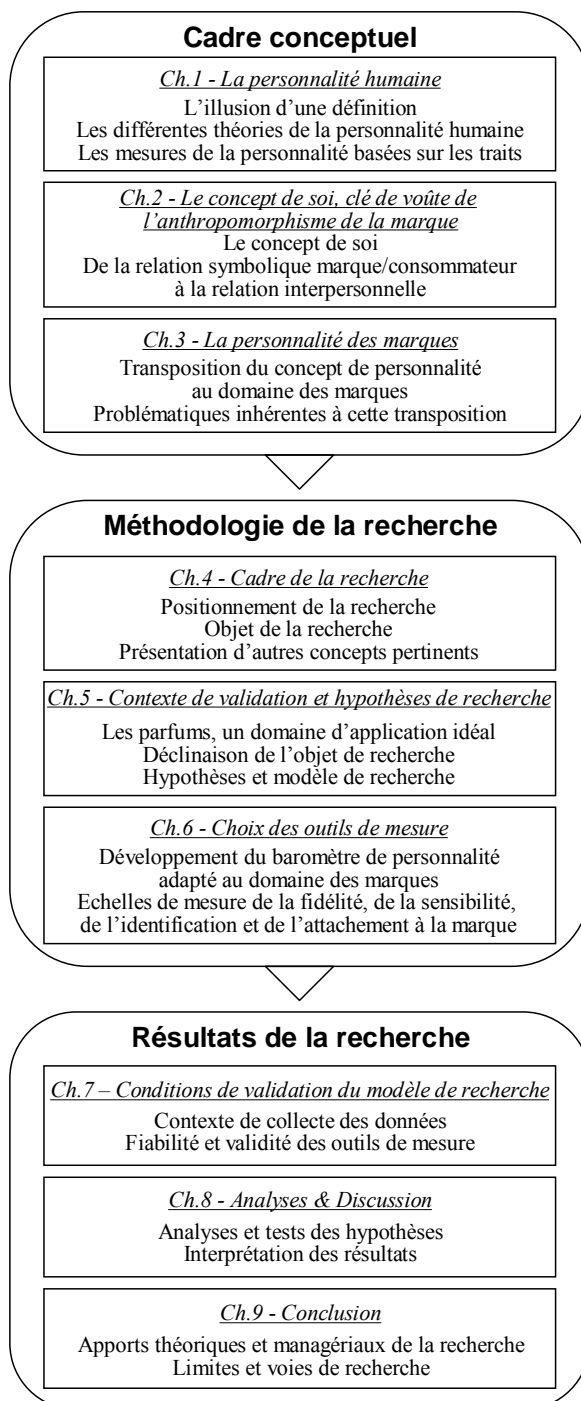 Cadre conceptuel
Ch.1 - La personnalité humaine
L’illusion d’une définition
Les différentes théories de la personnalité humaine
Les mesures de la personnalité basées sur les traits
Ch.2 - Le concept de soi, clé de voûte de
l’anthropomorphisme de la marque
Le concept de soi
De la relation symbolique marque/consommateur
à la relation interpersonnelle
Ch.3 - La personnalité des marques
Transposition du concept de personnalité
au domaine des marques
Problématiques inhérentes à cette transposition
Méthodologie de la recherche
Ch.4 - Cadre de la recherche
Positionnement de la recherche
Objet de la recherche
Présentation d’autres concepts pertinents
Ch.5 - Contexte de validation et hypothèses de recherche
Les parfums, un domaine d’application idéal
Déclinaison de l’objet de recherche
Hypothèses et modèle de recherche
Ch.6 - Choix des outils de mesure
Développement du baromètre de personnalité
adapté au domaine des marques
Echelles de mesure de la fidélité, de la sensibilité,
de l’identification et de l’attachement à la marque
Résultats de la recherche
Ch.7 – Conditions de validation du modèle de recherche
Contexte de collecte des données
Fiabilité et validité des outils de mesure
Ch.8 - Analyses & Discussion
Analyses et tests des hypothèses
Interprétation des résultats
Ch.9 - Conclusion
Apports théoriques et managériaux de la recherche
Limites et voies de recherche